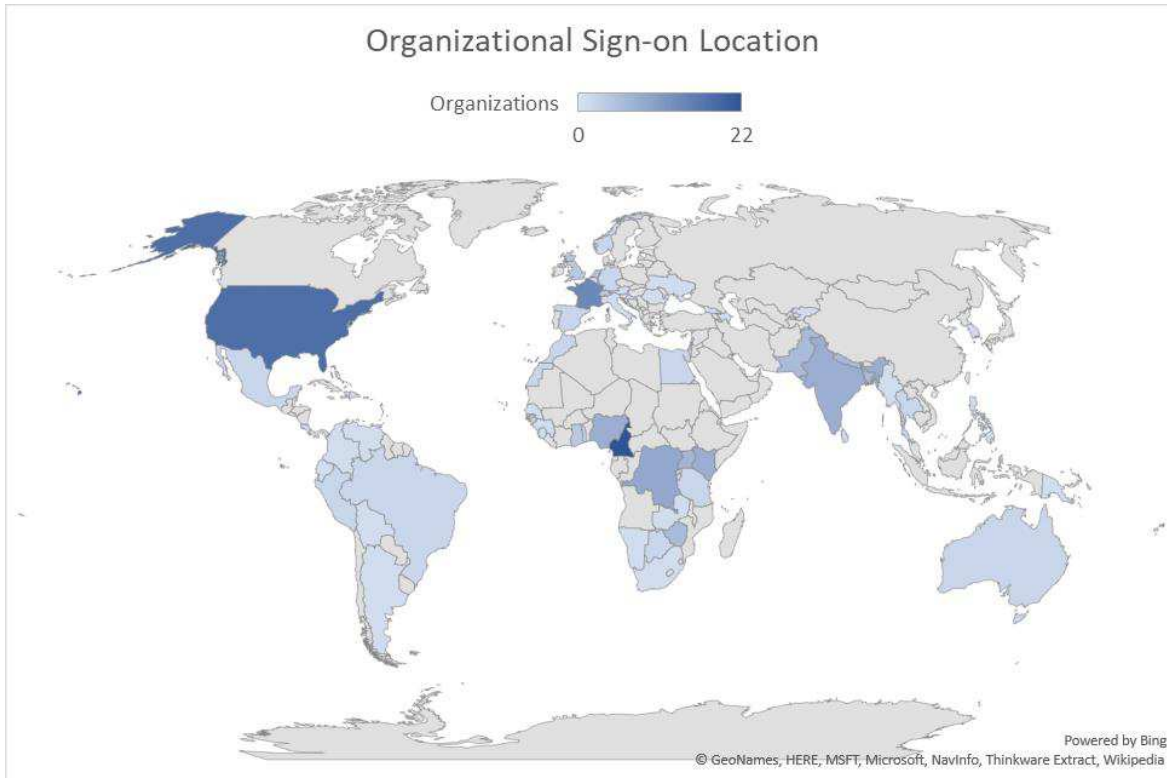 Organizational Sign-on Location
Organizations
0 22
Powered by Bing
© GeoNames, HERE, MSFT, Microsoft, NavInfo, Thinkware Extract, Wikipedia